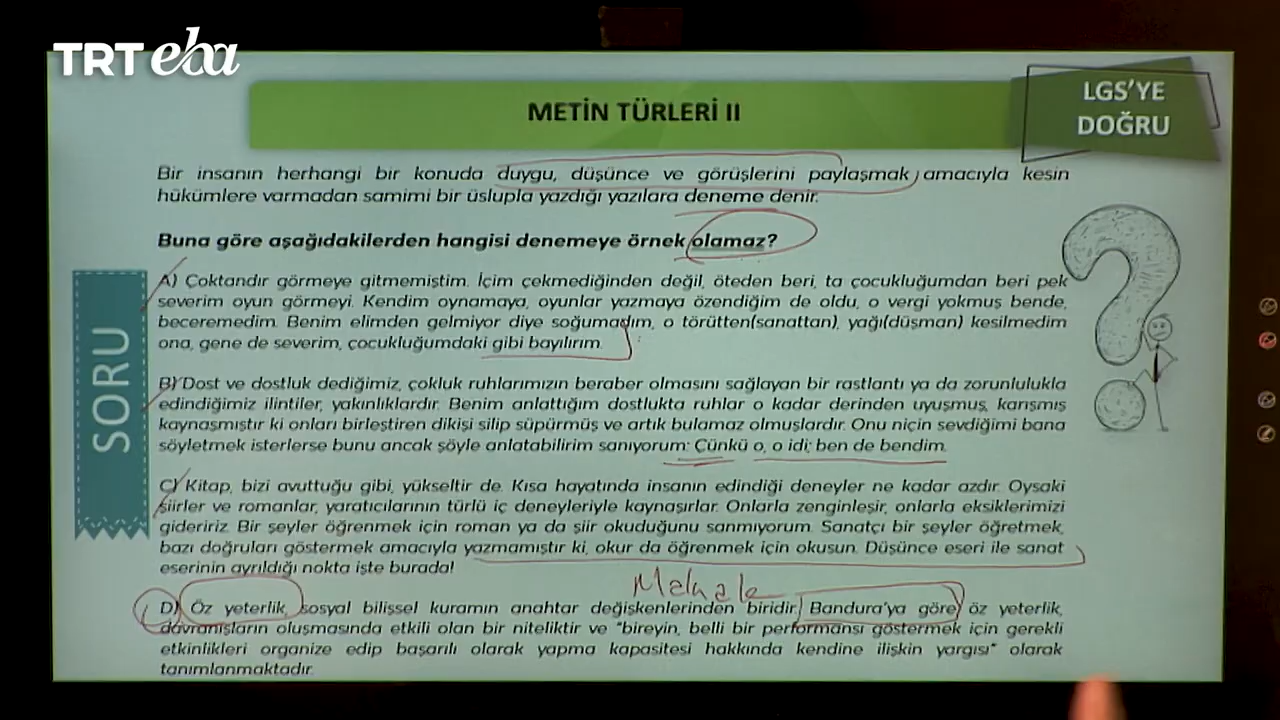 TRT eba
METİN TÜRLERİ II
LGS'YE
DOĞRU
Bir insanın herhangi bir konuda duygu, düşünce ve görüşlerini paylaşmak amacıyla kesin
hükümlere varmadan samimi bir üslupla yazdığı yazılara deneme denir.
Buna göre aşağıdakilerden hangisi denemeye örnek olamaz?
SORU
A) Çoktandır görmeye gitmemiştim. İçim çekmediğinden değil, öteden beri, ta çocukluğumdan beri pek
severim oyun görmeyi. Kendim oynamaya, oyunlar yazmaya özendiğim de oldu, o vergi yokmuş bende,
beceremedim. Benim elimden gelmiyor diye soğumadım, o törütten(sanattan), yağı(düşman) kesilmedim
ona, gene de severim, çocukluğumdaki gibi bayılırım.
B) Dost ve dostluk dediğimiz, çokluk ruhlarımızın beraber olmasını sağlayan bir rastlantı ya da zorunlulukla
edindiğimiz ilintiler, yakınlıklardır. Benim anlattığım dostlukta ruhlar o kadar derinden uyuşmuş, karışmış
kaynaşmıştır ki onları birleştiren dikişi silip süpürmüş ve artık bulamaz olmuşlardır. Onu niçin sevdiğimi bana
söyletmek isterlerse bunu ancak şöyle anlatabilirim sanıyorum: Çünkü o, o idi; ben de bendim.
C) Kitap, bizi avuttuğu gibi, yükseltir de. Kısa hayatında insanın edindiği deneyler ne kadar azdır. Oysaki
şiirler ve romanlar, yaratıcılarının türlü iç deneyleriyle kaynaşırlar. Onlarla zenginleşir, onlarla eksiklerimizi
gideririz. Bir şeyler öğrenmek için roman ya da şiir okuduğunu sanmıyorum. Sanatçı bir şeyler öğretmek,
bazı doğruları göstermek amacıyla yazmamıştır ki, okur da öğrenmek için okusun. Düşünce eseri ile sanat
eserinin ayrıldığı nokta işte burada!
Makale
D) Öz yeterlik, sosyal bilişsel kuramın anahtar değişkenlerinden biridir. Bandura'ya göre öz yeterlik,
davranışların oluşmasında etkili olan bir niteliktir ve "bireyin, belli bir performansı göstermek için gerekli
etkinlikleri organize edip başarılı olarak yapma kapasitesi hakkında kendine ilişkin yargısı" olarak
tanımlanmaktadır.